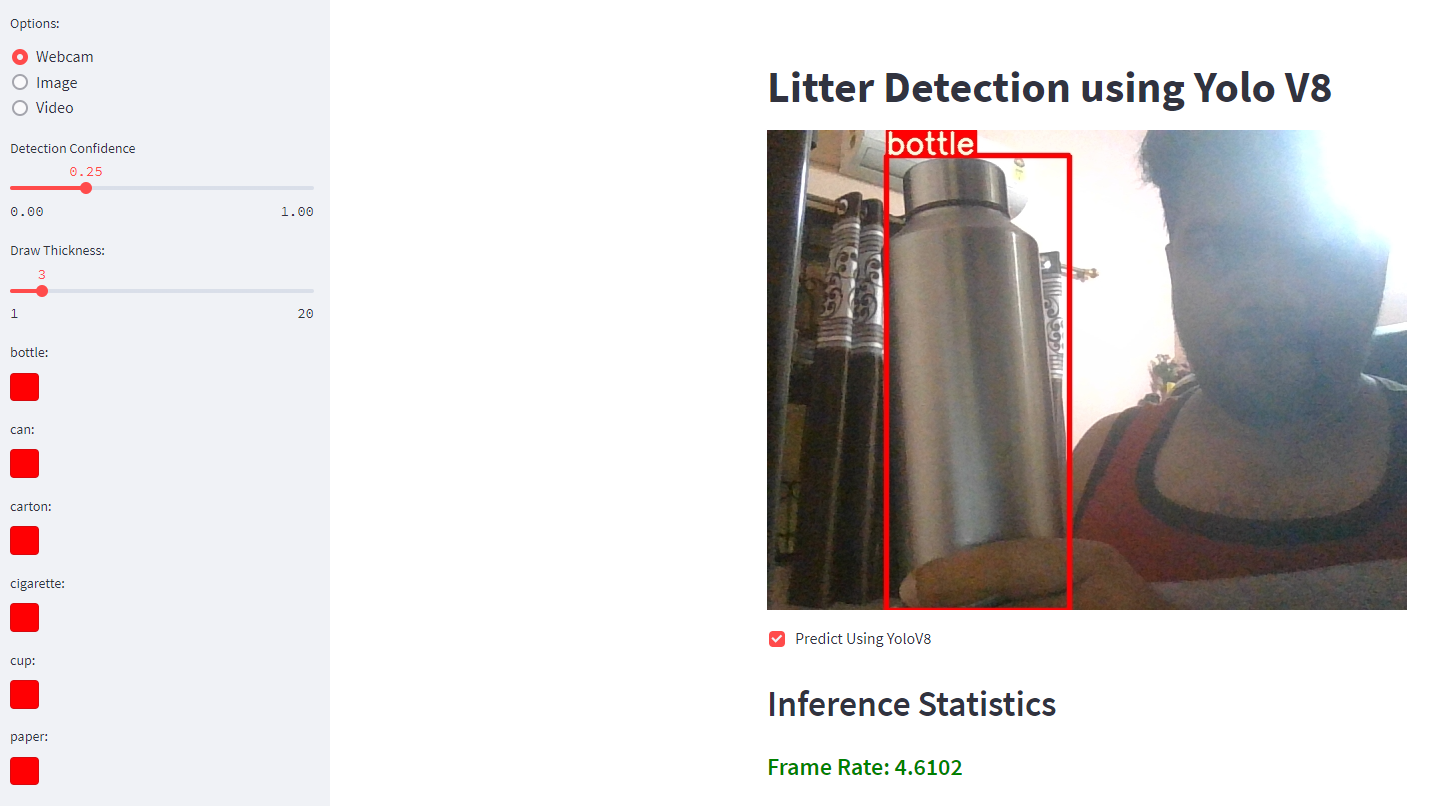 Options:
Webcam
Image
Video
Detection Confidence
0.25
0.00 1.00
Draw Thickness:
3
1 20
bottle:
can:
carton:
cigarette:
cup:
paper:
Litter Detection using Yolo V8
bottle
Predict Using YoloV8
Inference Statistics
Frame Rate: 4.6102